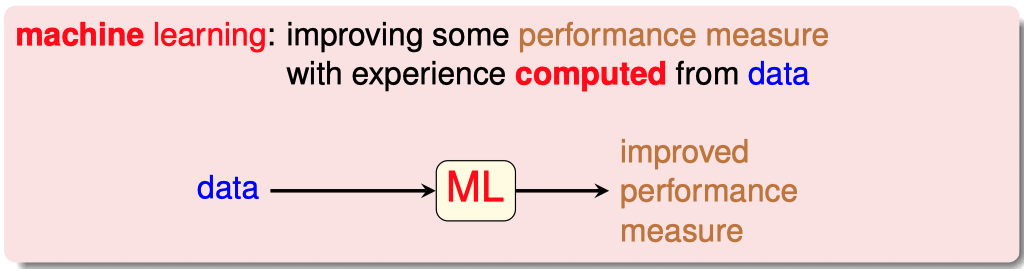 machine learning: improving some performance measure
with experience computed from data
data
ML
improved
performance
measure